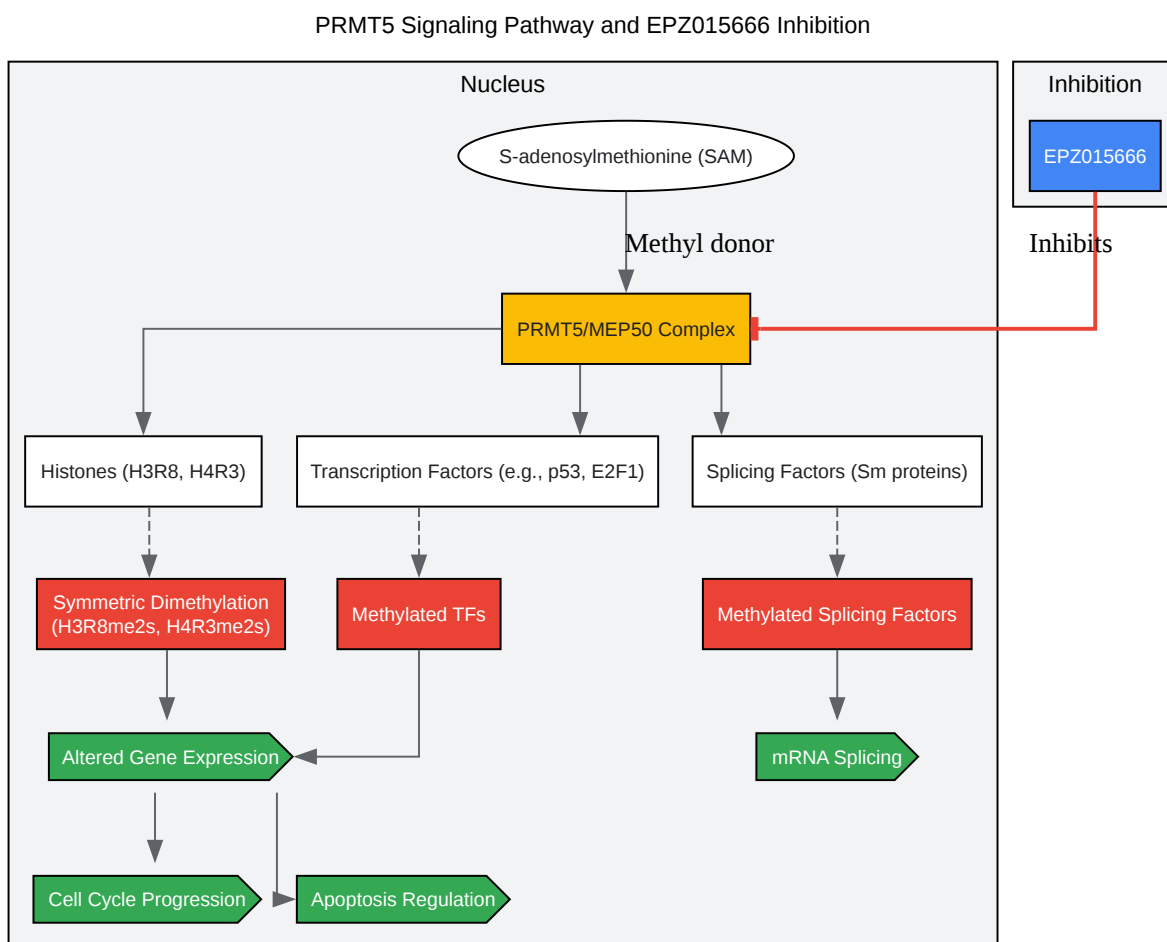 PRMT5 Signaling Pathway and EPZ015666 Inhibition
Nucleus
Inhibition
S-adenosylmethionine (SAM)
EPZ015666
Methyl donor
Inhibits
PRMT5/MEP50 Complex
Histones (H3R8, H4R3)
Transcription Factors (e.g., p53, E2F1)
Splicing Factors (Sm proteins)
Symmetric Dimethylation
(H3R8me2s, H4R3me2s)
Methylated TFs
Methylated Splicing Factors
Altered Gene Expression
mRNA Splicing
Cell Cycle Progression
Apoptosis Regulation